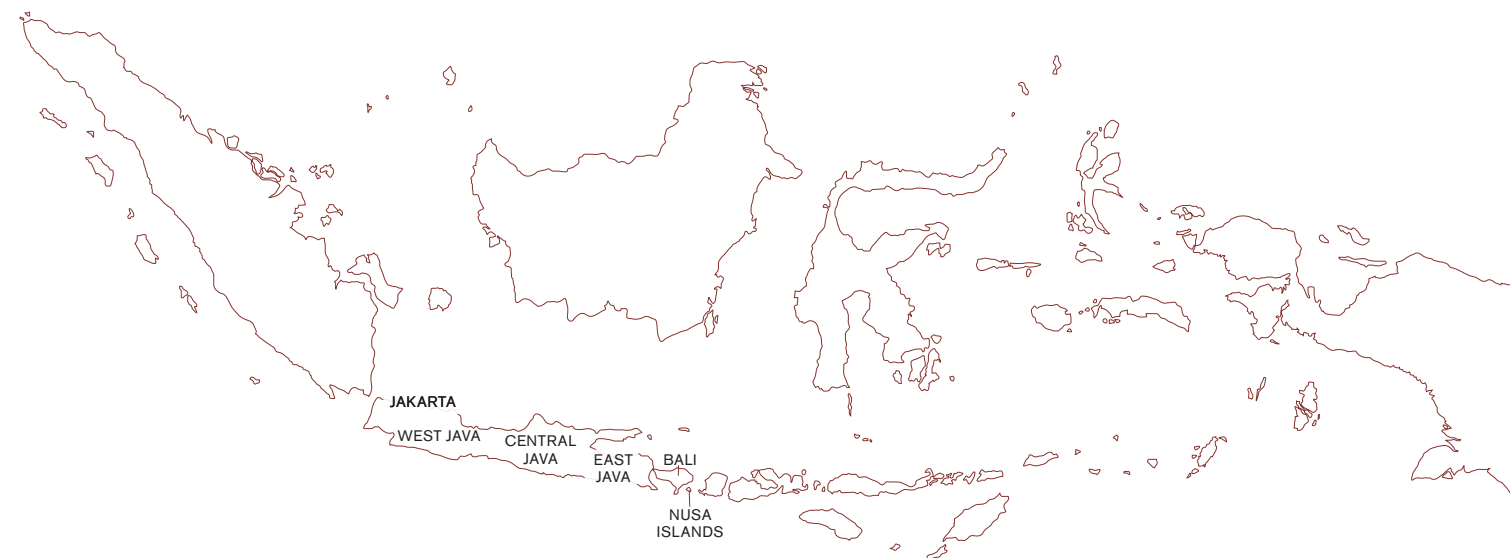 JAKARTA
WEST JAVA
CENTRAL
JAVA
EAST
JAVA
BALI
NUSA
ISLANDS